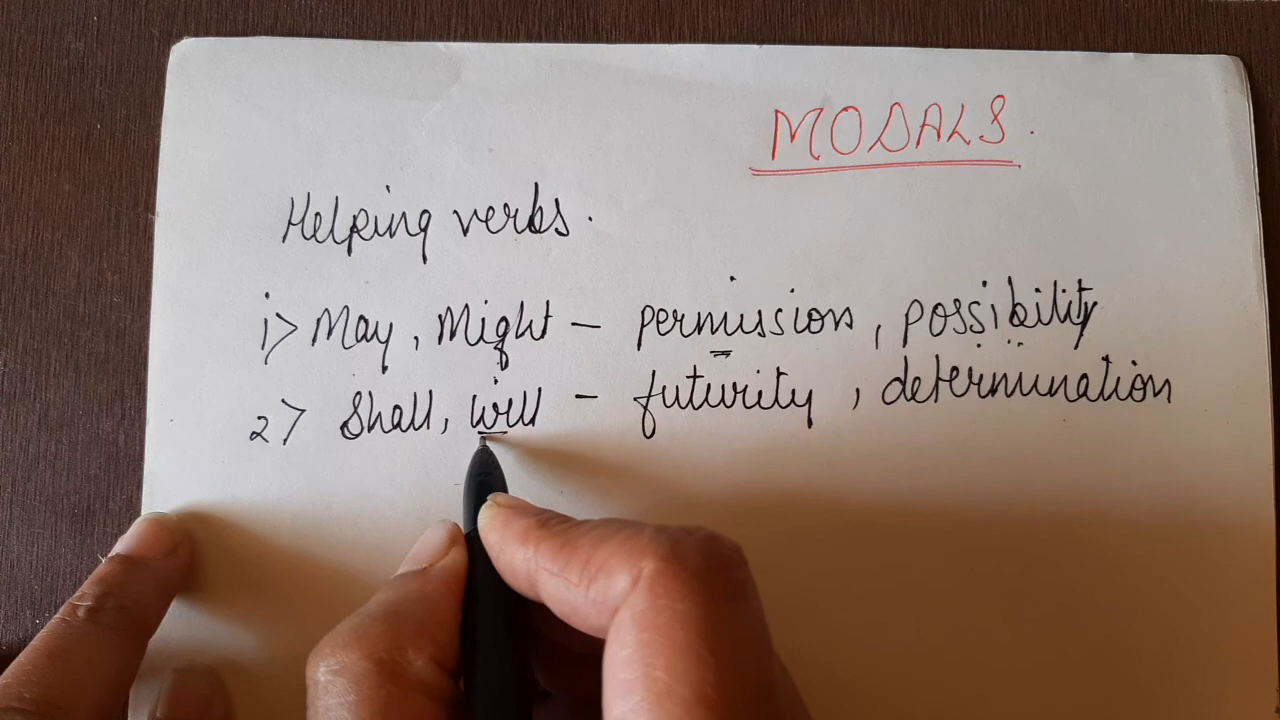 MODALS.
Helping verbs.
1> May, Might - permission, possibility
2> Shall, will - futurity, determination